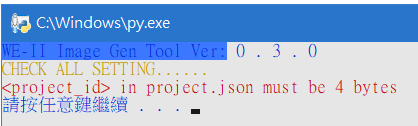 C:\Windows\py.exe
WE-II Image Gen Tool Ver: 0 . 3 . 0
CHECK ALL SETTING......
<project_id> in project.json must be 4 bytes
請按任意鍵繼續 . . .